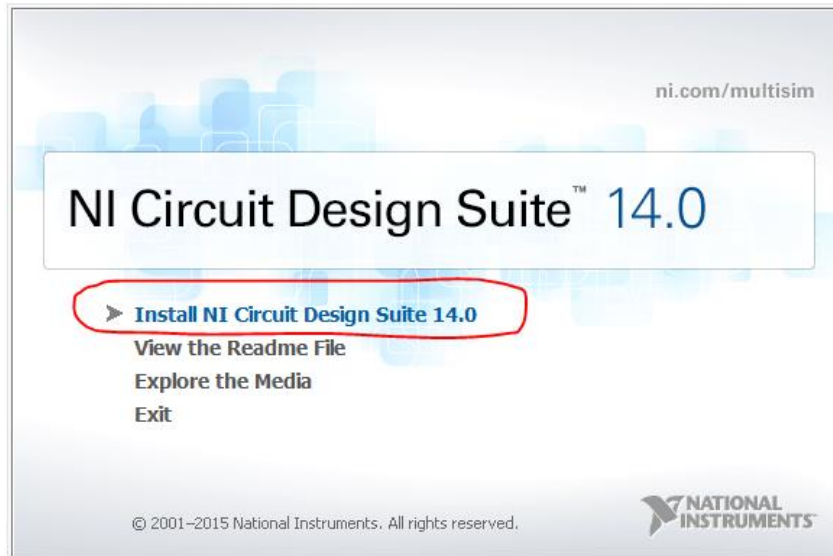 ni.com/multisim
NI Circuit Design Suite™ 14.0
Install NI Circuit Design Suite 14.0
View the Readme File
Explore the Media
Exit
© 2001–2015 National Instruments. All rights reserved.
NATIONAL
INSTRUMENTS™